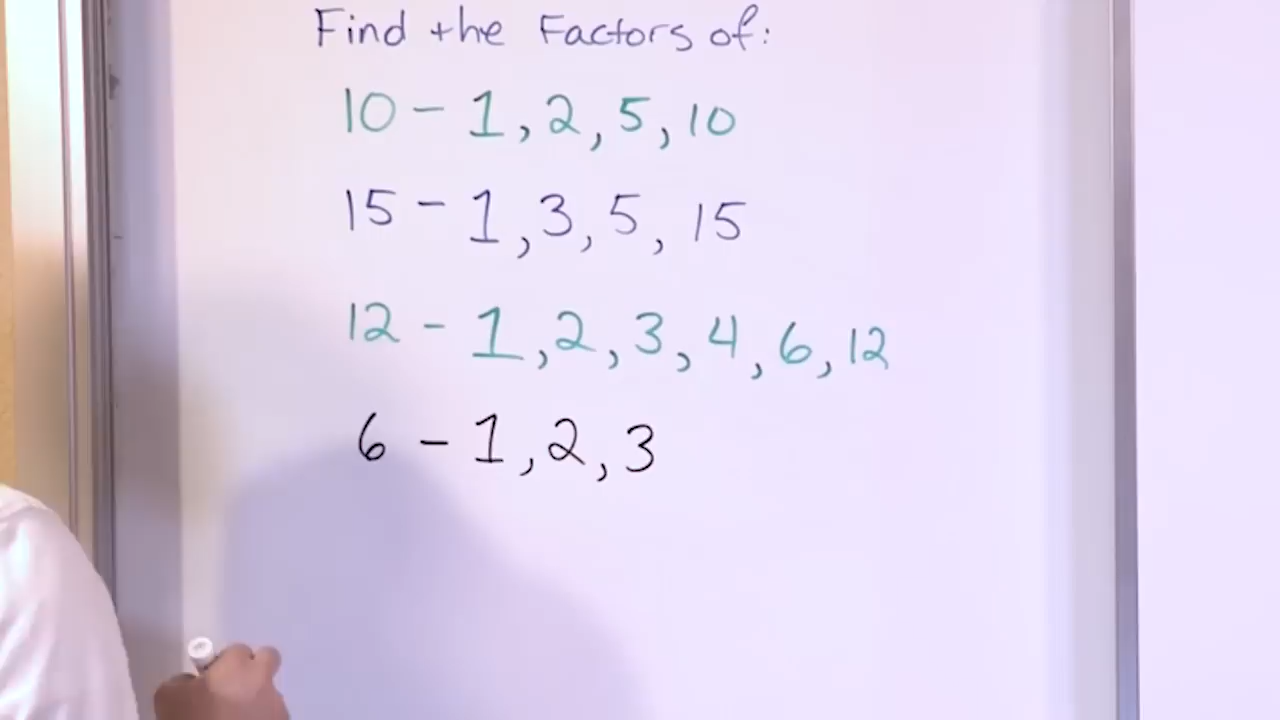 Find the Factors of:
10 - 1, 2, 5, 10
15 - 1, 3, 5, 15
12 - 1, 2, 3, 4, 6, 12
6 - 1, 2, 3